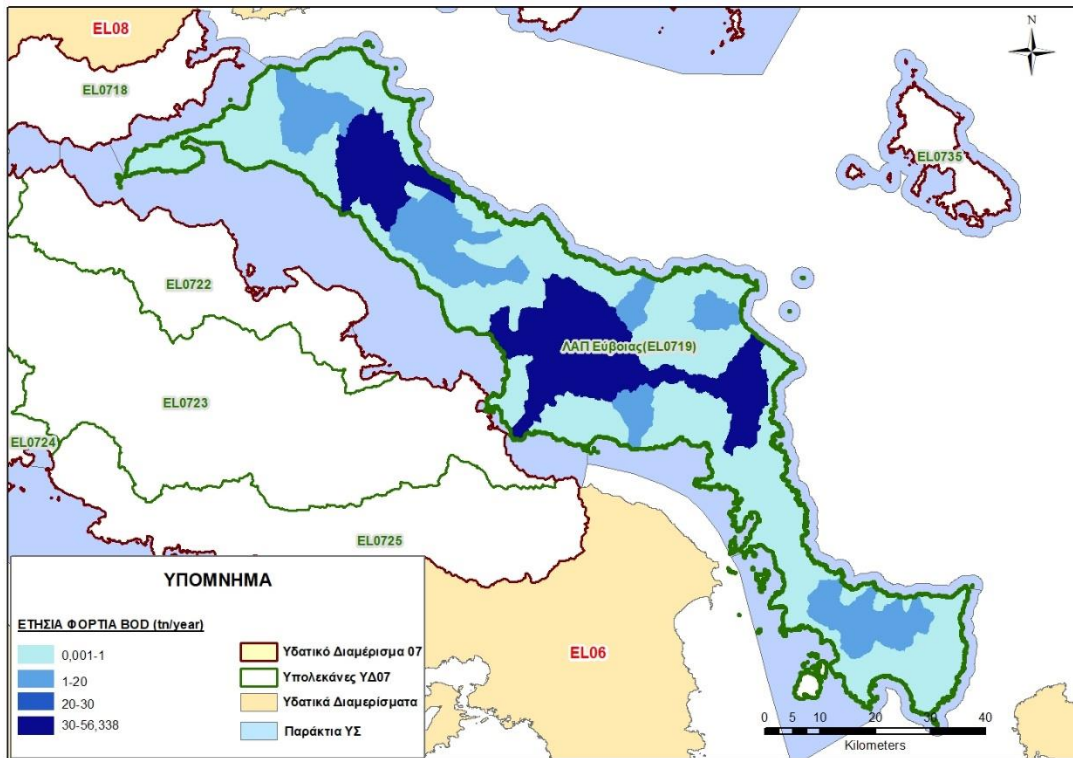 EL08
N
EL0718
EL0735
EL0722
ΛΑΠ Εύβοιας(EL0719)
EL0723
EL0724
EL0725
EL06
ΥΠΟΜΝΗΜΑ
ΕΤΗΣΙΑ ΦΟΡΤΙΑ BOD (tn/year)
0,001-1
1-20
20-30
30-56,338
Υδατικό Διαμέρισμα 07
Υπολεκάνες ΥΔ07
Υδατικά Διαμερίσματα
Παράκτια ΥΣ
0 5 10 20 30 40
Kilometers